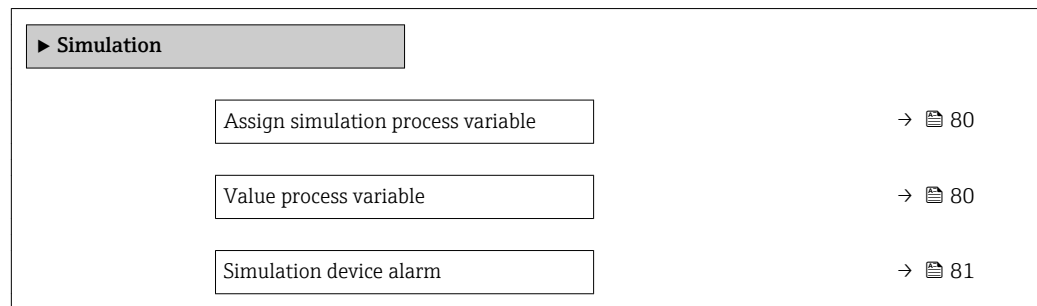 ▶ Simulation
Assign simulation process variable → 80
Value process variable → 80
Simulation device alarm → 81